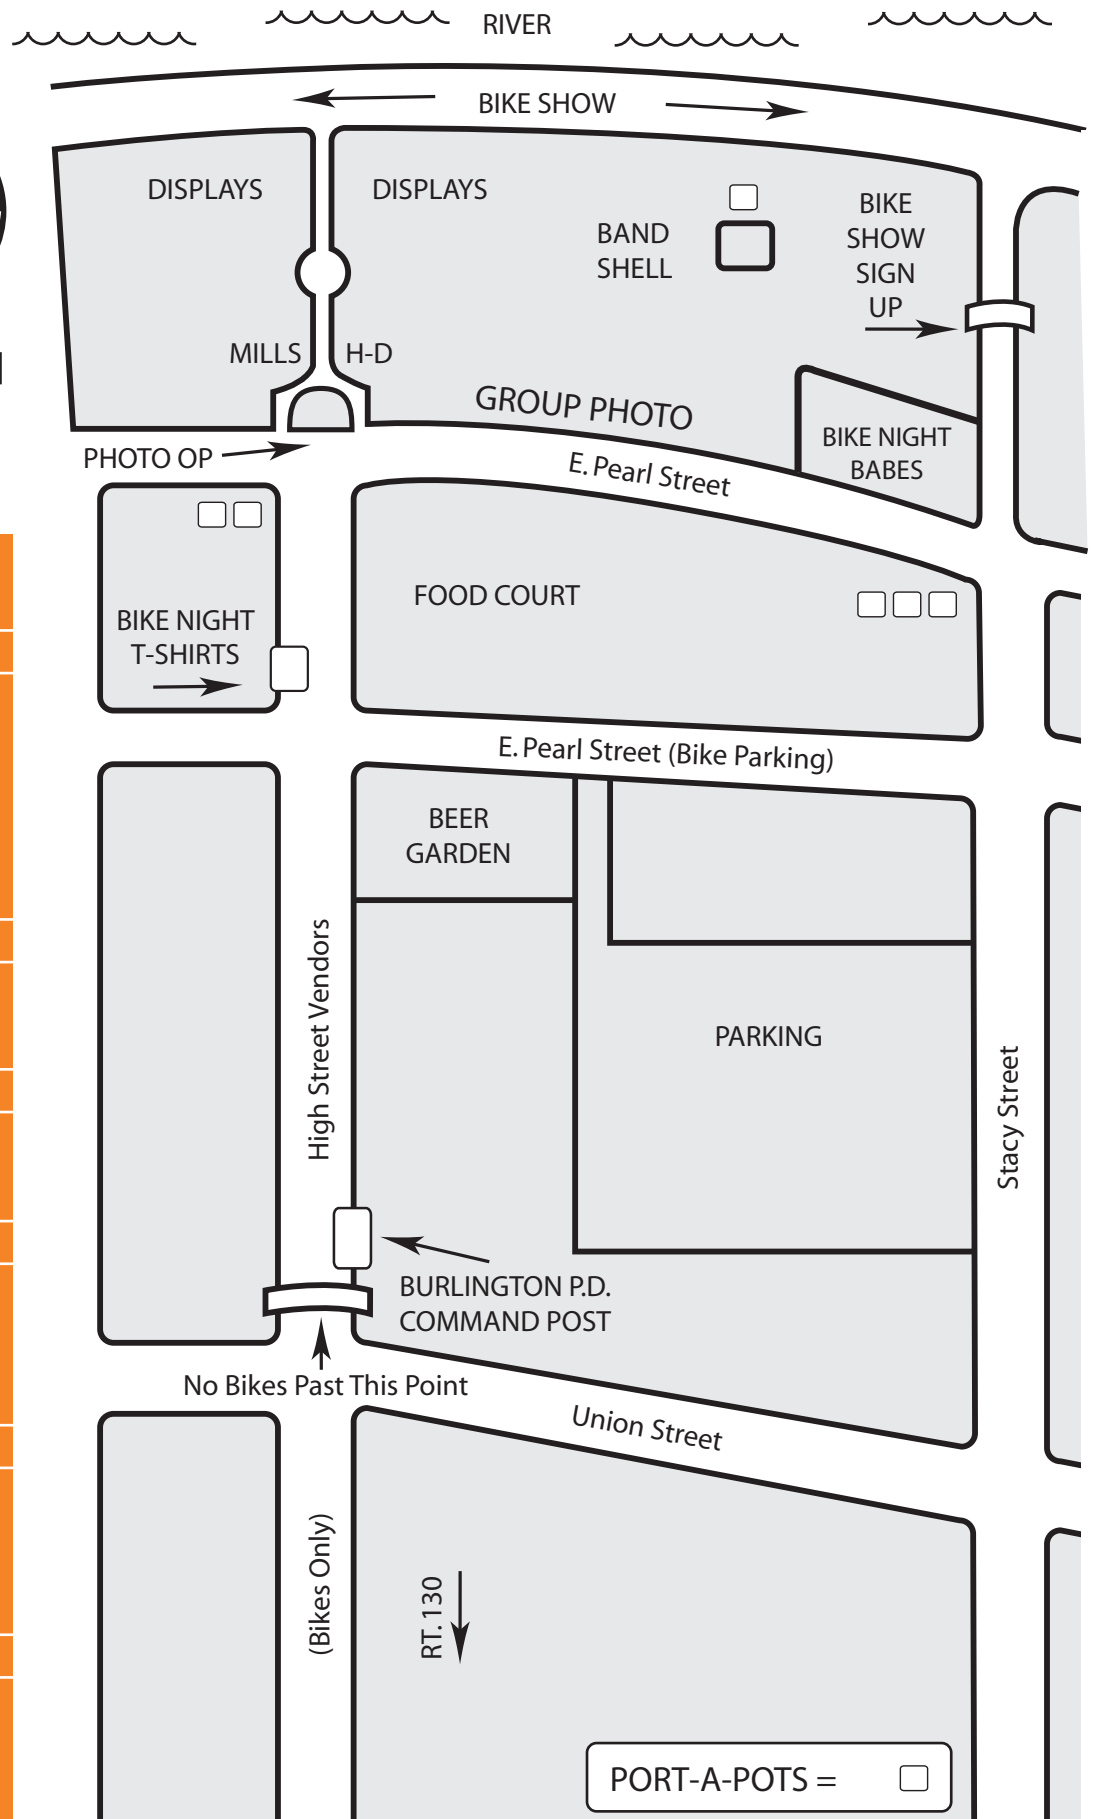 RIVER
BIKE SHOW
DISPLAYS
DISPLAYS
BAND
SHELL
BIKE
SHOW
SIGN
UP
MILLS
H-D
GROUP PHOTO
BIKE NIGHT
BABES
PHOTO OP
E. Pearl Street
FOOD COURT
BIKE NIGHT
T-SHIRTS
E. Pearl Street (Bike Parking)
BEER
GARDEN
High Street Vendors
PARKING
Stacy Street
BURLINGTON P.D.
COMMAND POST
No Bikes Past This Point
Union Street
(Bikes Only)
RT. 130
PORT-A-POTS =